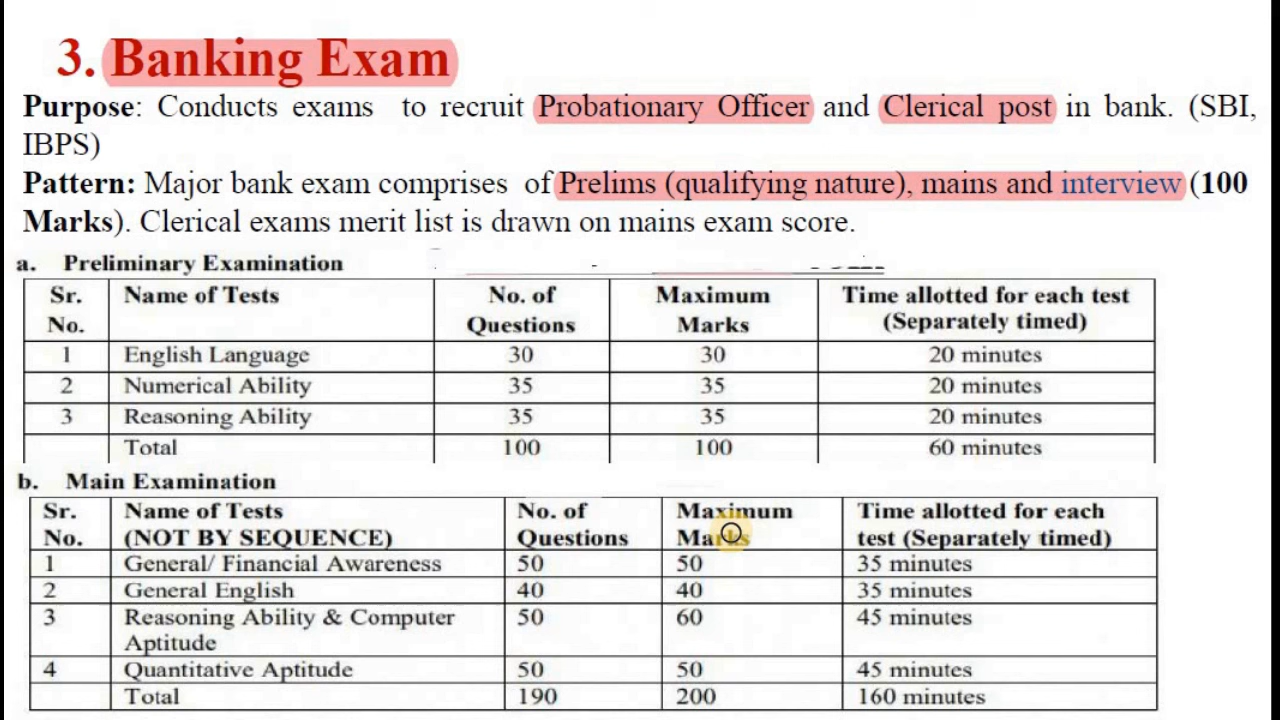 3. Banking Exam
Purpose: Conducts exams to recruit Probationary Officer and Clerical post in bank. (SBI,
IBPS)
Pattern: Major bank exam comprises of Prelims (qualifying nature), mains and interview (100
Marks). Clerical exams merit list is drawn on mains exam score.
a. Preliminary Examination
Sr. No. Name of Tests No. of Questions Maximum Marks Time allotted for each test (Separately timed)
1 English Language 30 30 20 minutes
2 Numerical Ability 35 35 20 minutes
3 Reasoning Ability 35 35 20 minutes
Total 100 100 60 minutes
b. Main Examination
Sr. No. Name of Tests (NOT BY SEQUENCE) No. of Questions Maximum Marks Time allotted for each test (Separately timed)
1 General/ Financial Awareness 50 50 35 minutes
2 General English 40 40 35 minutes
3 Reasoning Ability & Computer Aptitude 50 60 45 minutes
4 Quantitative Aptitude 50 50 45 minutes
Total 190 200 160 minutes